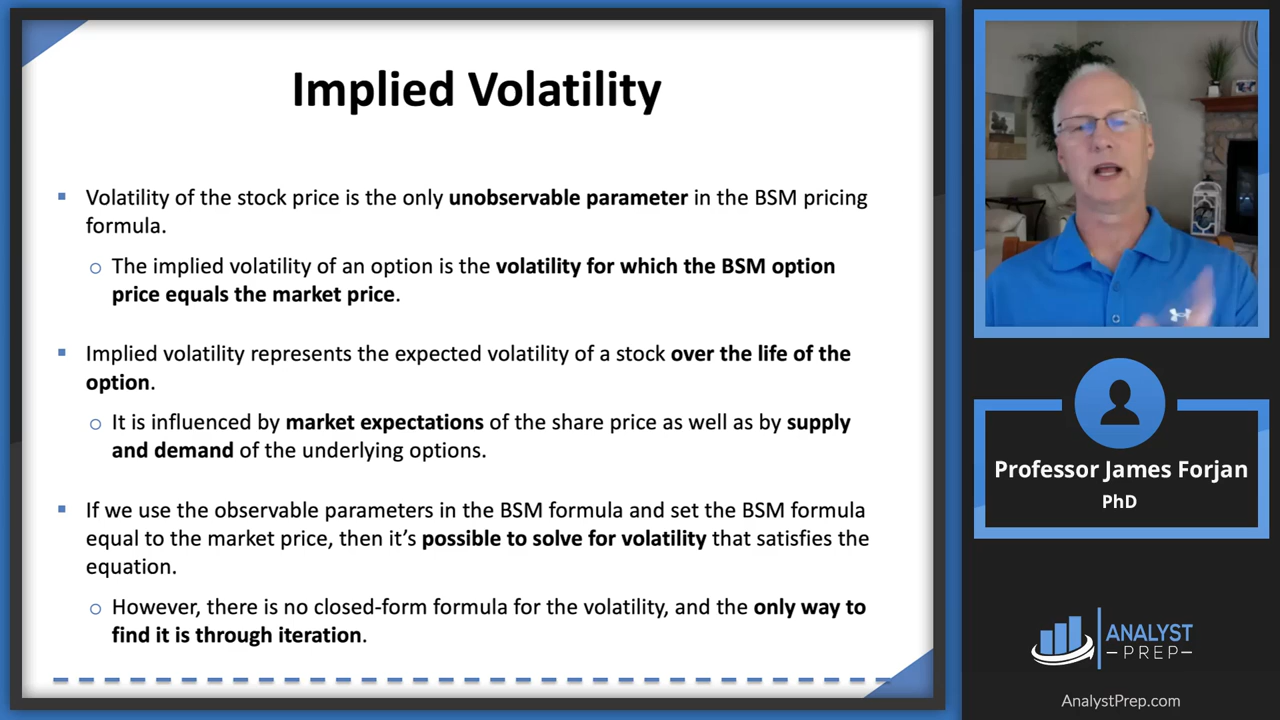 Implied Volatility
▪ Volatility of the stock price is the only unobservable parameter in the BSM pricing
formula.
o The implied volatility of an option is the volatility for which the BSM option
price equals the market price.
▪ Implied volatility represents the expected volatility of a stock over the life of the
option.
o It is influenced by market expectations of the share price as well as by supply
and demand of the underlying options.
▪ If we use the observable parameters in the BSM formula and set the BSM formula
equal to the market price, then it’s possible to solve for volatility that satisfies the
equation.
o However, there is no closed-form formula for the volatility, and the only way to
find it is through iteration.
Professor James Forjan
PhD
ANALYST
–PREP–
AnalystPrep.com